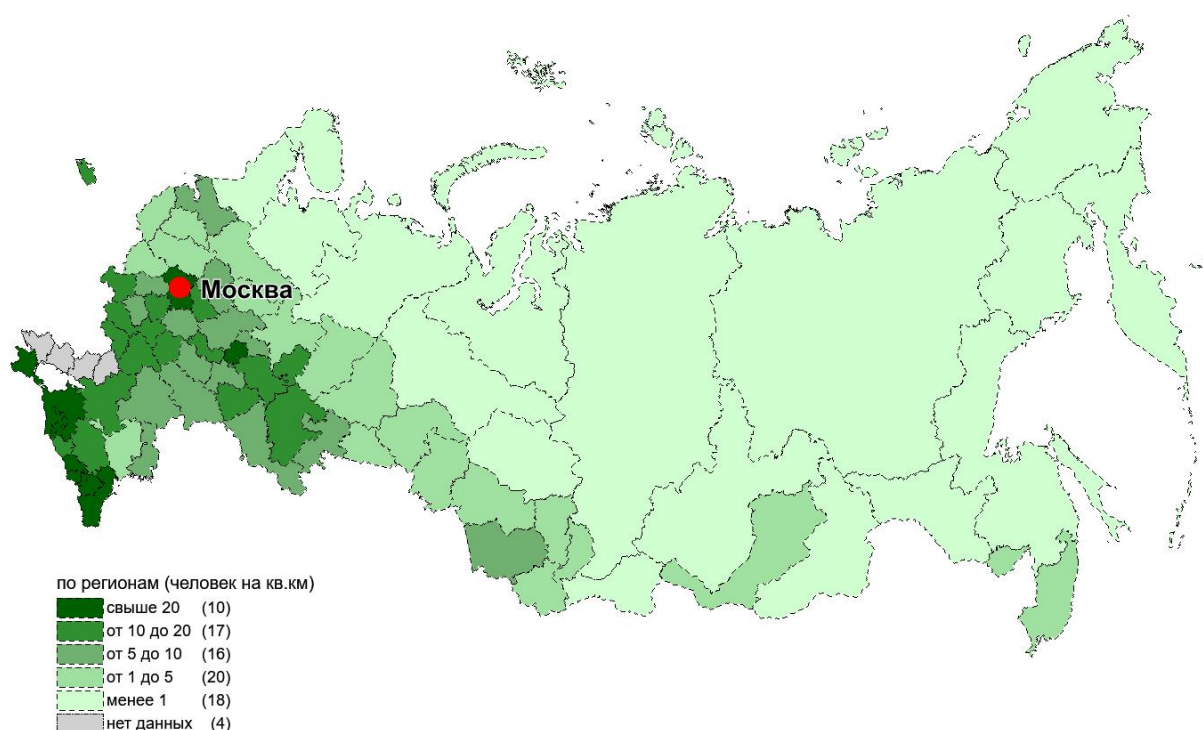 Москва
по регионам (человек на кв.км)
свыше 20 (10)
от 10 до 20 (17)
от 5 до 10 (16)
от 1 до 5 (20)
менее 1 (18)
нет данных (4)